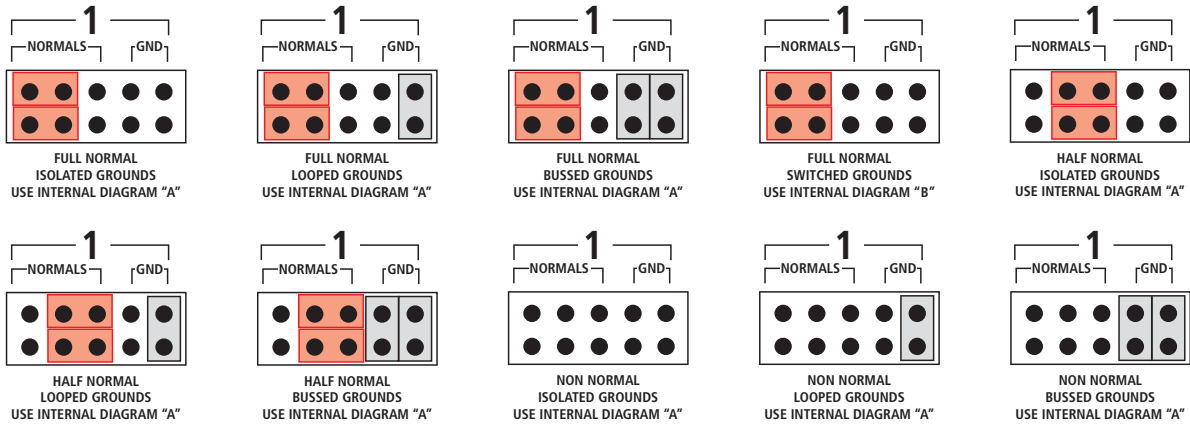 1
NORMALS GND
FULL NORMAL
ISOLATED GROUNDS
USE INTERNAL DIAGRAM “A”
1
NORMALS GND
FULL NORMAL
LOOPED GROUNDS
USE INTERNAL DIAGRAM “A”
1
NORMALS GND
FULL NORMAL
BUSSED GROUNDS
USE INTERNAL DIAGRAM “A”
1
NORMALS GND
FULL NORMAL
SWITCHED GROUNDS
USE INTERNAL DIAGRAM “B”
1
NORMALS GND
HALF NORMAL
ISOLATED GROUNDS
USE INTERNAL DIAGRAM “A”
1
NORMALS GND
HALF NORMAL
LOOPED GROUNDS
USE INTERNAL DIAGRAM “A”
1
NORMALS GND
HALF NORMAL
BUSSED GROUNDS
USE INTERNAL DIAGRAM “A”
1
NORMALS GND
NON NORMAL
ISOLATED GROUNDS
USE INTERNAL DIAGRAM “A”
1
NORMALS GND
NON NORMAL
LOOPED GROUNDS
USE INTERNAL DIAGRAM “A”
1
NORMALS GND
NON NORMAL
BUSSED GROUNDS
USE INTERNAL DIAGRAM “A”